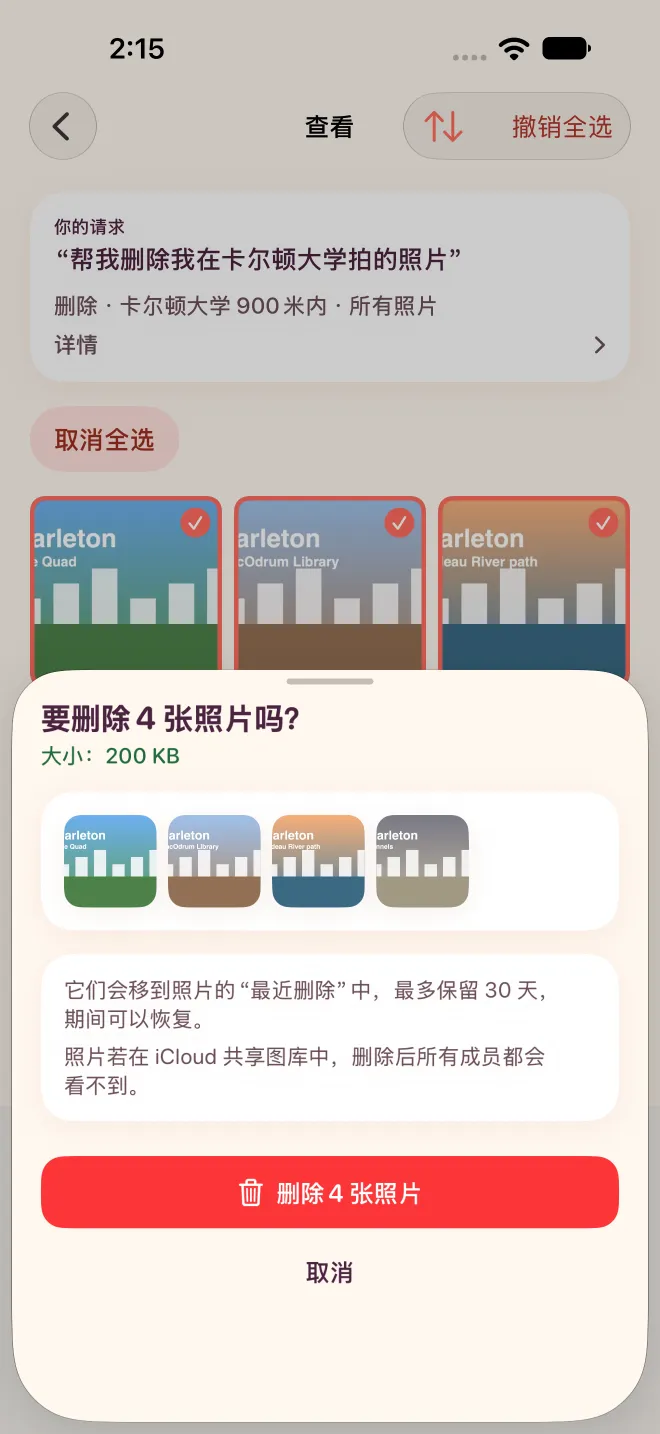 2:15
查看
撤销全选
你的请求
“帮我删除我在卡尔顿大学拍的照片”
删除 · 卡尔顿大学 900 米内 · 所有照片
详情
取消全选
arleton
e Quad
arleton
cOdrum Library
arleton
eau River path
要删除 4 张照片吗?
大小：200 KB
arleton
e Quad
arleton
cOdrum Library
arleton
deau River path
arleton
nnels
它们会移到照片的“最近删除”中，最多保留 30 天，
期间可以恢复。
照片若在 iCloud 共享图库中，删除后所有成员都会
看不到。
删除 4 张照片
取消